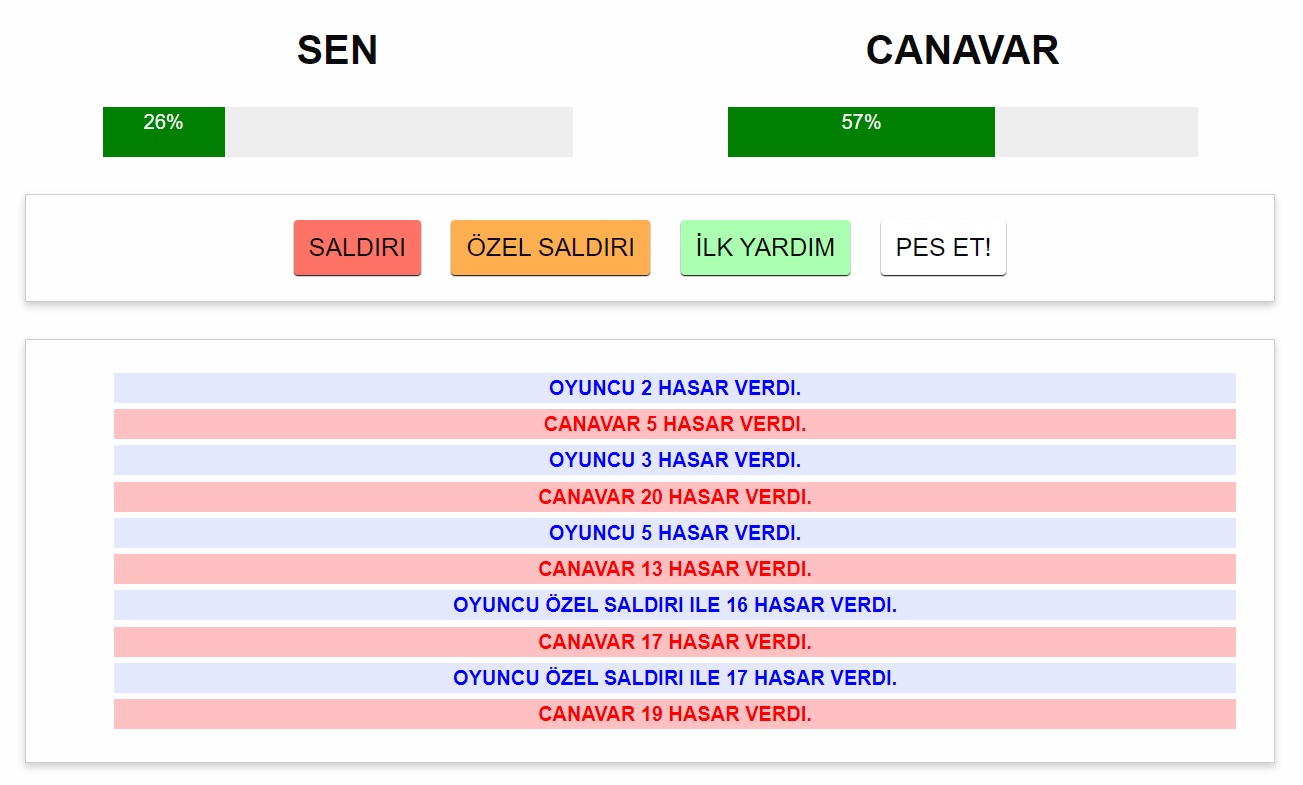 SEN
CANAVAR
26%
57%
SALDIRI
ÖZEL SALDIRI
İLK YARDIM
PES ET!
OYUNCU 2 HASAR VERDI.
CANAVAR 5 HASAR VERDI.
OYUNCU 3 HASAR VERDI.
CANAVAR 20 HASAR VERDI.
OYUNCU 5 HASAR VERDI.
CANAVAR 13 HASAR VERDI.
OYUNCU ÖZEL SALDIRI ILE 16 HASAR VERDI.
CANAVAR 17 HASAR VERDI.
OYUNCU ÖZEL SALDIRI ILE 17 HASAR VERDI.
CANAVAR 19 HASAR VERDI.